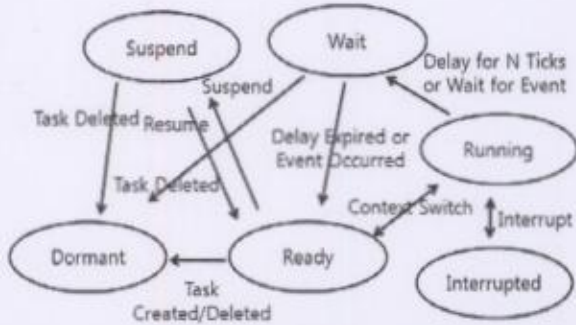 Suspend
Wait
Delay for N Ticks
or Wait for Event
Suspend
Task Deleted
Resume
Delay Expired or
Event Occurred
Running
Task Deleted
Context Switch
Interrupt
Dormant
Ready
Interrupted
Task
Created/Deleted